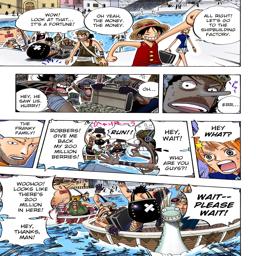 ALL RIGHT!
LET'S GO
TO THE
SHIPBUILDING
FACTORY.
OH YEAH,
THE MONEY.
THE MONEY.
WOW!
LOOK AT
THAT...
IT'S A FORTUNE!
ERR...
OH...
HEY, HE
SAW US.
HURRY!
HEY
WHAT?
HEY,
WAIT!
WHO
ARE YOU
GUYS?!
RUN!!
ROBBERS!
GIVE ME
BACK MY
200
MILLION
BERRIES!
THE
FRANKY
FAMILY!
WAIT--
PLEASE
WAIT!
WOOHOO!
LOOKS LIKE
THERE'S
200
MILLION
IN HERE!
HEY,
THANKS,
MAN!